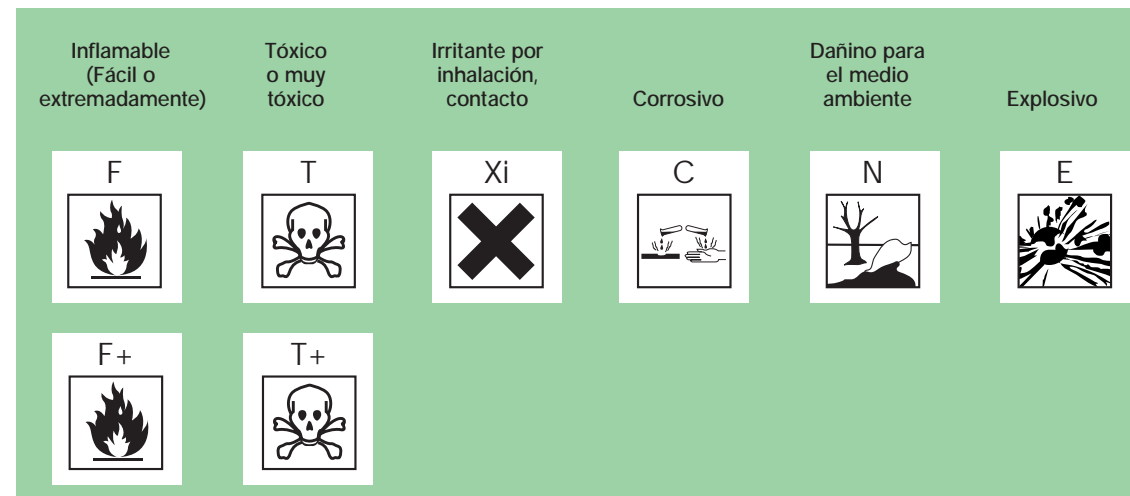 Inflamable
(Fácil o
extremadamente)
Tóxico
o muy
tóxico
Irritante por
inhalación,
contacto
Corrosivo
Dañino para
el medio
ambiente
Explosivo
F
T
Xi
C
N
E
F+
T+